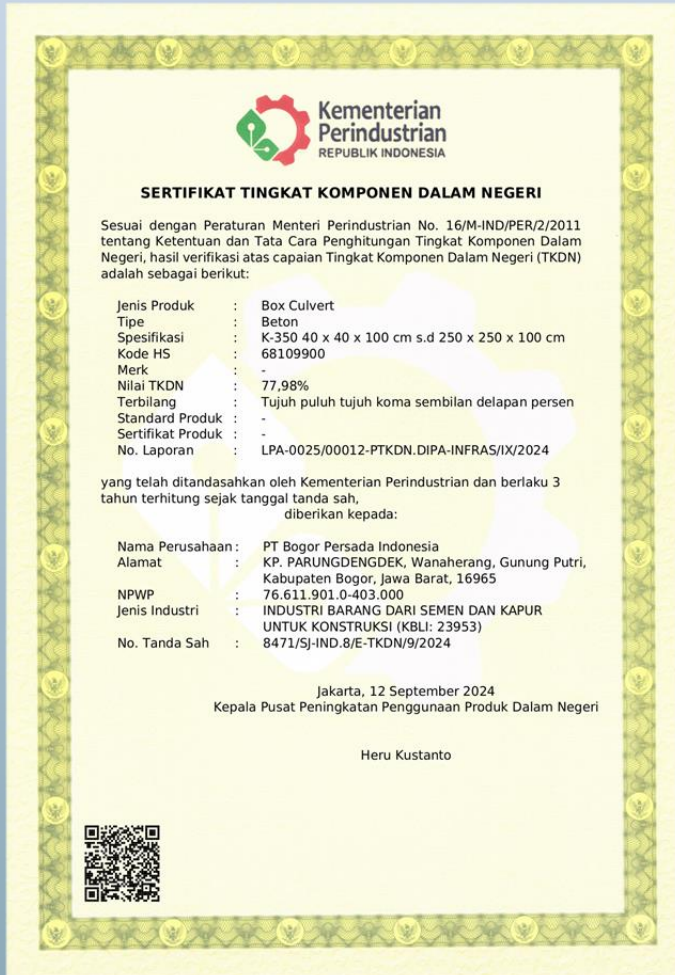 Kementerian
Perindustrian
REPUBLIK INDONESIA
SERTIFIKAT TINGKAT KOMPONEN DALAM NEGERI
Sesuai dengan Peraturan Menteri Perindustrian No. 16/M-IND/PER/2/2011
tentang Ketentuan dan Tata Cara Penghitungan Tingkat Komponen Dalam
Negeri, hasil verifikasi atas capaian Tingkat Komponen Dalam Negeri (TKDN)
adalah sebagai berikut:
Jenis Produk : Box Culvert
Tipe : Beton
Spesifikasi : K-350 40 x 40 x 100 cm s.d 250 x 250 x 100 cm
Kode HS : 68109900
Merk : -
Nilai TKDN : 77,98%
Terbilang : Tujuh puluh tujuh koma sembilan delapan persen
Standard Produk : -
Sertifikat Produk : -
No. Laporan : LPA-0025/00012-PTKDN.DIPA-INFRAS/IX/2024
yang telah ditandasahkan oleh Kementerian Perindustrian dan berlaku 3
tahun terhitung sejak tanggal tanda sah,
diberikan kepada:
Nama Perusahaan : PT Bogor Persada Indonesia
Alamat : KP. PARUNGDENGDEK, Wanaherang, Gunung Putri,
Kabupaten Bogor, Jawa Barat, 16965
NPWP : 76.611.901.0-403.000
Jenis Industri : INDUSTRI BARANG DARI SEMEN DAN KAPUR
UNTUK KONSTRUKSI (KBLI: 23953)
No. Tanda Sah : 8471/SJ-IND.8/E-TKDN/9/2024
Jakarta, 12 September 2024
Kepala Pusat Peningkatan Penggunaan Produk Dalam Negeri
Heru Kustanto